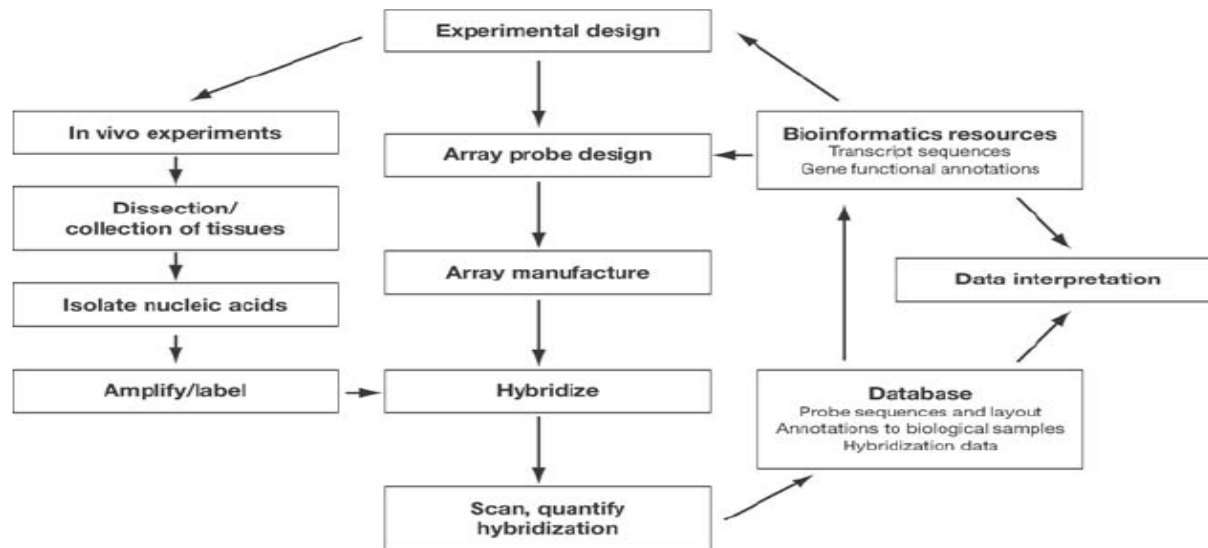 Experimental design
In vivo experiments
Dissection/
collection of tissues
Isolate nucleic acids
Amplify/label
Array probe design
Array manufacture
Hybridize
Scan, quantify
hybridization
Bioinformatics resources
Transcript sequences
Gene functional annotations
Data interpretation
Database
Probe sequences and layout
Annotations to biological samples
Hybridization data